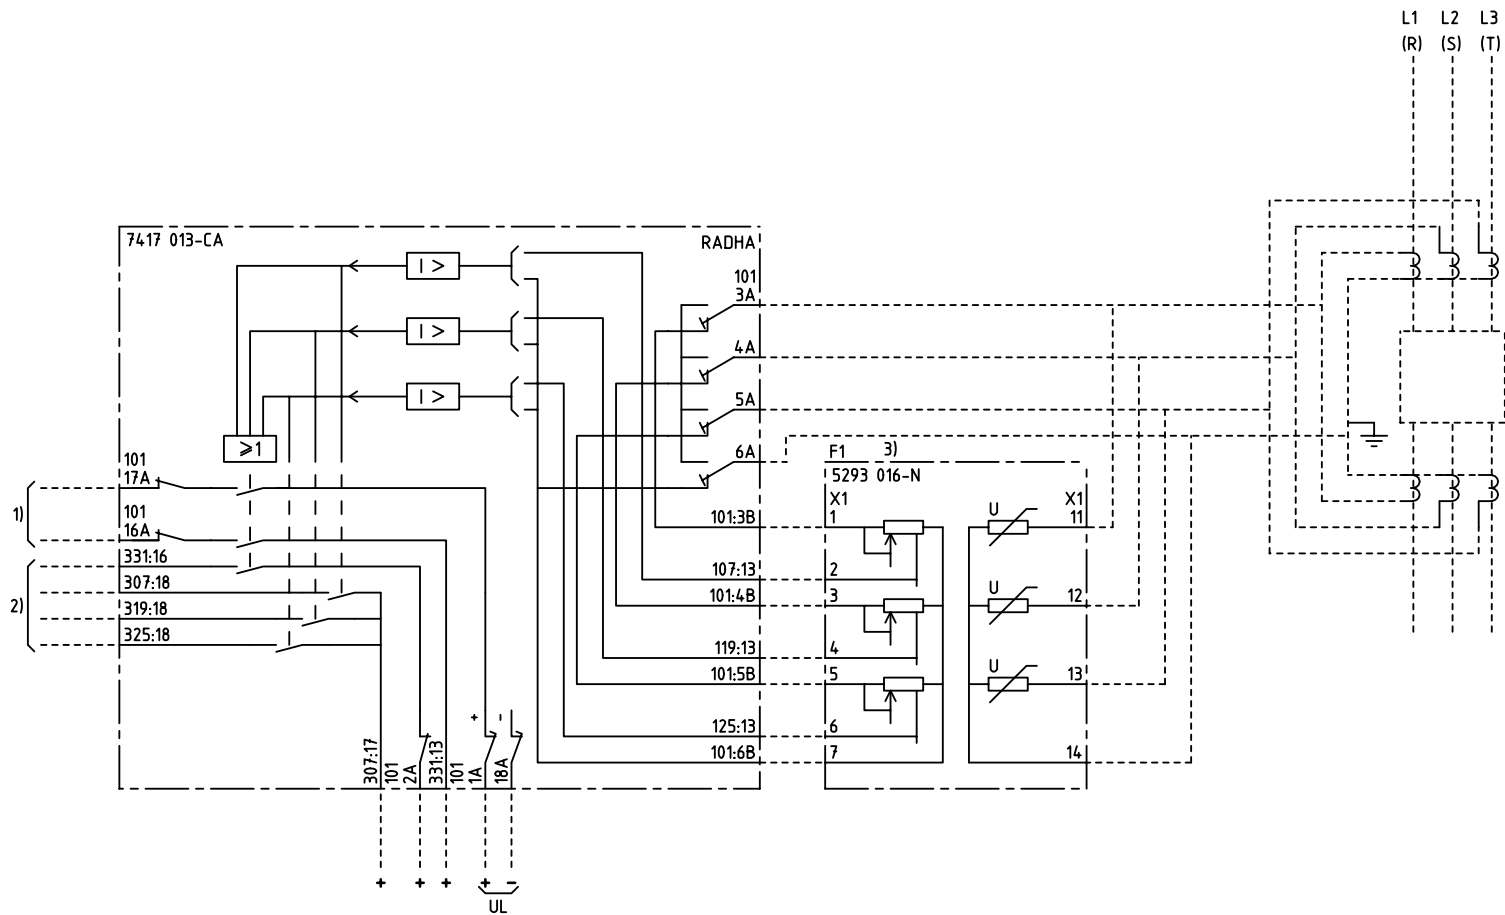 L1 L2 L3
(R) (S) (T)
7417 013-CA RADHA
I >
101
3A
I >
4A
I >
5A
≥1
6A
F1 3)
101
17A
5293 016-N
1)
X1 X1
101
16A
101:3B 1 U 11
331:16
107:13 2
307:18
2)
101:4B 3 U 12
319:18
325:18
119:13 4
101:5B 5 U 13
+ -
125:13 6
101:6B 7 14
307:17
101
2A
331:13
101
1A
18A
+ + + + −
UL